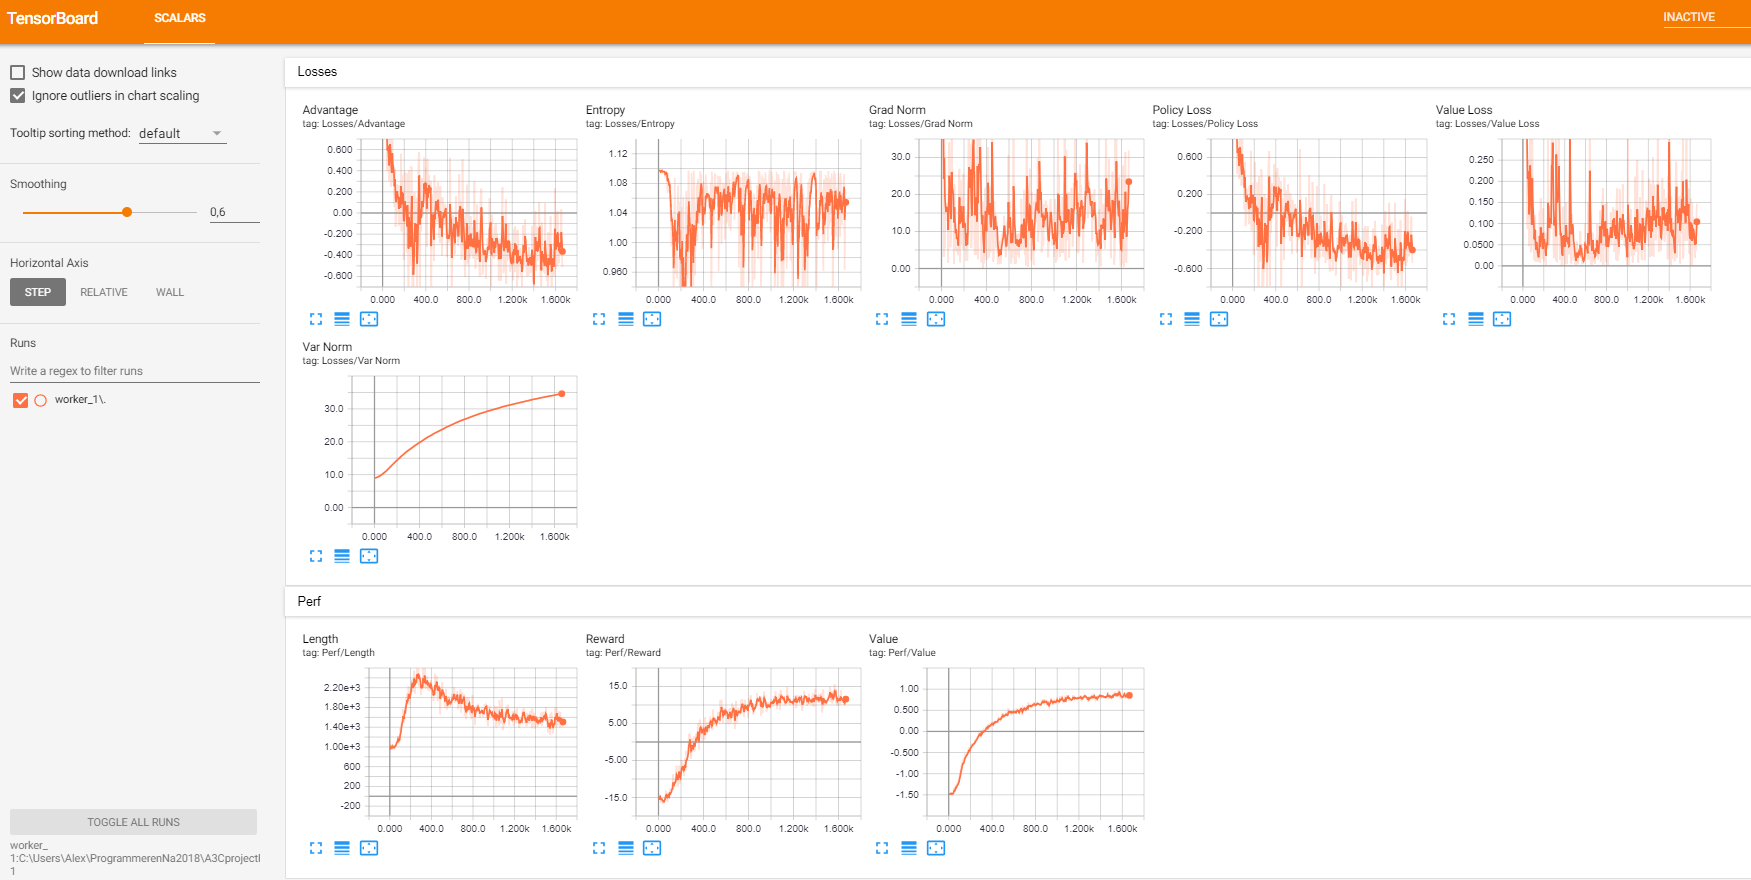 TensorBoard
SCALARS
INACTIVE
Show data download links
Ignore outliers in chart scaling
Tooltip sorting method: default
Smoothing
0,6
Horizontal Axis
STEP RELATIVE WALL
Runs
Write a regex to filter runs
worker_1\.
TOGGLE ALL RUNS
worker_
1:C:\Users\Alex\ProgrammerenNa2018\A3Cproject
1
Losses
Advantage
tag: Losses/Advantage
0.600
0.400
0.200
0.00
-0.200
-0.400
-0.600
0.000 400.0 800.0 1.200k 1.600k
Entropy
tag: Losses/Entropy
1.12
1.08
1.04
1.00
0.960
0.000 400.0 800.0 1.200k 1.600k
Grad Norm
tag: Losses/Grad Norm
30.0
20.0
10.0
0.00
0.000 400.0 800.0 1.200k 1.600k
Policy Loss
tag: Losses/Policy Loss
0.600
0.200
-0.200
-0.600
0.000 400.0 800.0 1.200k 1.600k
Value Loss
tag: Losses/Value Loss
0.250
0.200
0.150
0.100
0.0500
0.00
0.000 400.0 800.0 1.200k 1.600k
Var Norm
tag: Losses/Var Norm
30.0
20.0
10.0
0.00
0.000 400.0 800.0 1.200k 1.600k
Perf
Length
tag: Perf/Length
2.20e+3
1.80e+3
1.40e+3
1.00e+3
600
200
-200
0.000 400.0 800.0 1.200k 1.600k
Reward
tag: Perf/Reward
15.0
5.00
-5.00
-15.0
0.000 400.0 800.0 1.200k 1.600k
Value
tag: Perf/Value
1.00
0.500
0.00
-0.500
-1.00
-1.50
0.000 400.0 800.0 1.200k 1.600k